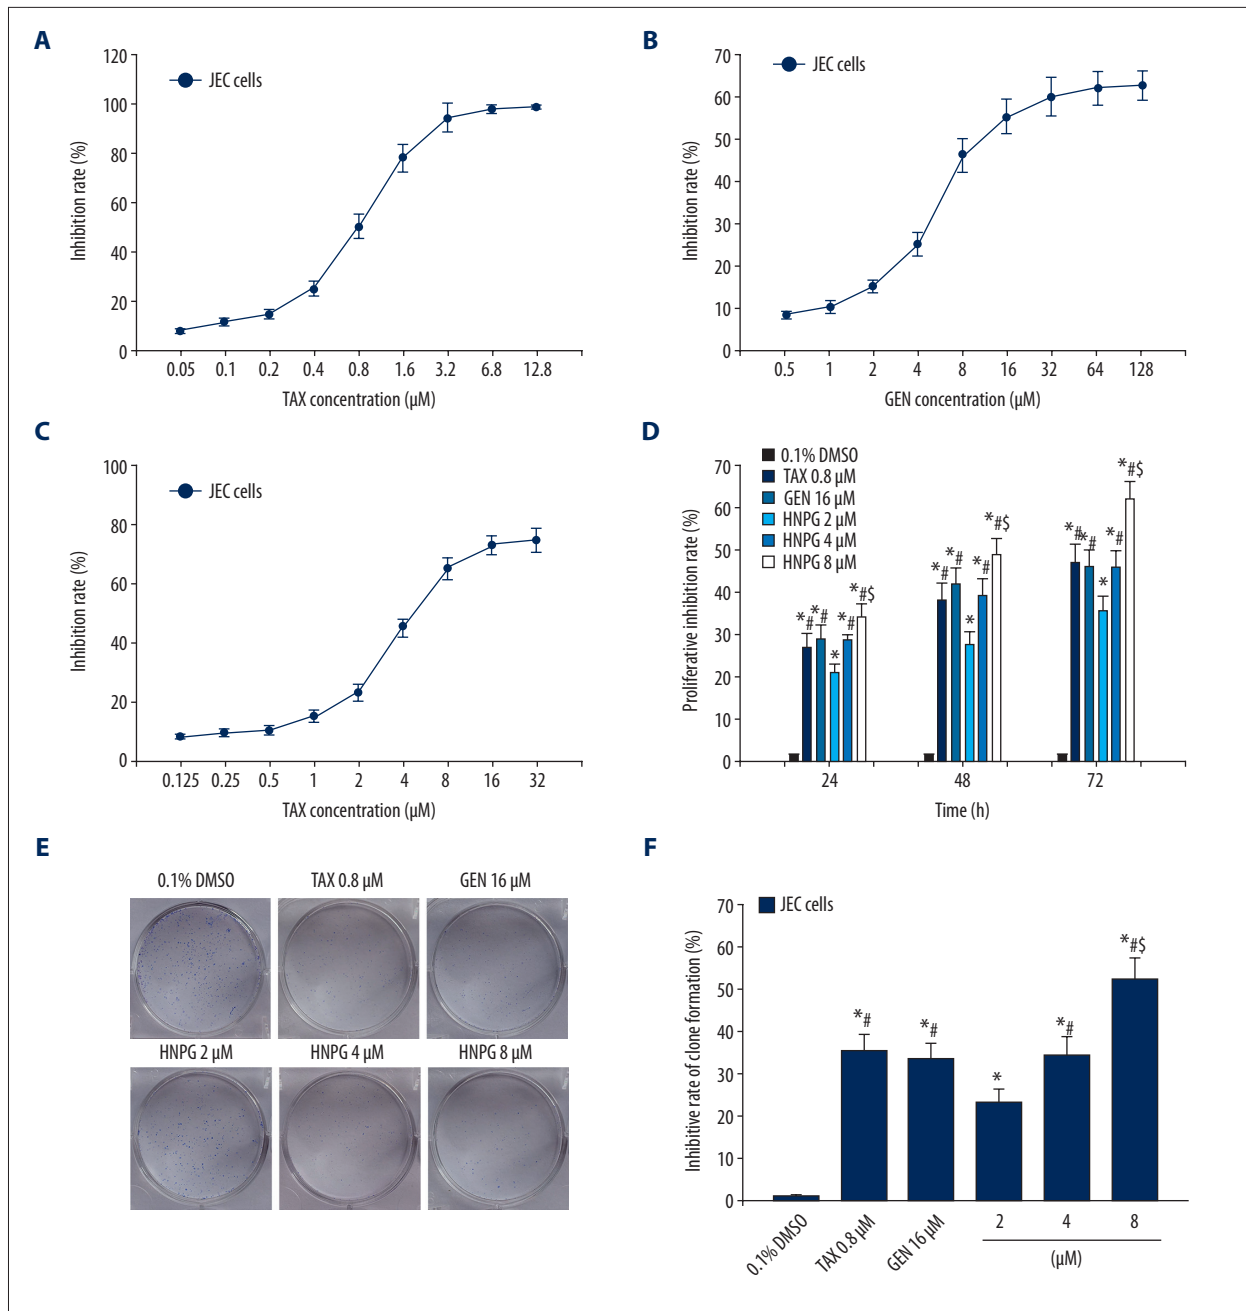 A
120
100
80
60
40
20
0
Inhibition rate (%)
JEC cells
0.05 0.1 0.2 0.4 0.8 1.6 3.2 6.8 12.8
TAX concentration (µM)
B
70
60
50
40
30
20
10
0
Inhibition rate (%)
JEC cells
0.5 1 2 4 8 16 32 64 128
GEN concentration (µM)
C
100
80
60
40
20
0
Inhibition rate (%)
JEC cells
0.125 0.25 0.5 1 2 4 8 16 32
TAX concentration (µM)
D
0.1% DMSO
TAX 0.8 µM
GEN 16 µM
HNPG 2 µM
HNPG 4 µM
HNPG 8 µM
70
60
50
40
30
20
10
0
Proliferative inhibition rate (%)
*# *# * *# *#$
*# *# * *# *#$
*# *# * *# *#$
24 48 72
Time (h)
E
0.1% DMSO TAX 0.8 µM GEN 16 µM
HNPG 2 µM HNPG 4 µM HNPG 8 µM
F
JEC cells
70
60
50
40
30
20
10
0
Inhibitive rate of clone formation (%)
*# *# * *# *#$
0.1% DMSO TAX 0.8 µM GEN 16 µM 2 4 8
(µM)